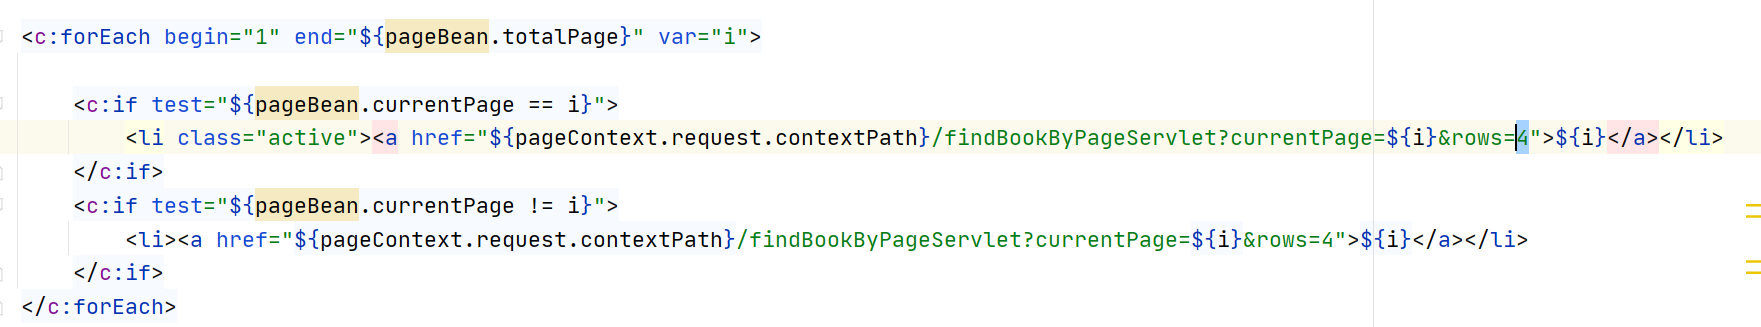 <c:forEach begin="1" end="${pageBean.totalPage}" var="i">
<c:if test="${pageBean.currentPage == i}">
<li class="active"><a href="${pageContext.request.contextPath}/findBookByPageServlet?currentPage=${i}&rows=4">${i}</a></li>
</c:if>
<c:if test="${pageBean.currentPage != i}">
<li><a href="${pageContext.request.contextPath}/findBookByPageServlet?currentPage=${i}&rows=4">${i}</a></li>
</c:if>
</c:forEach>